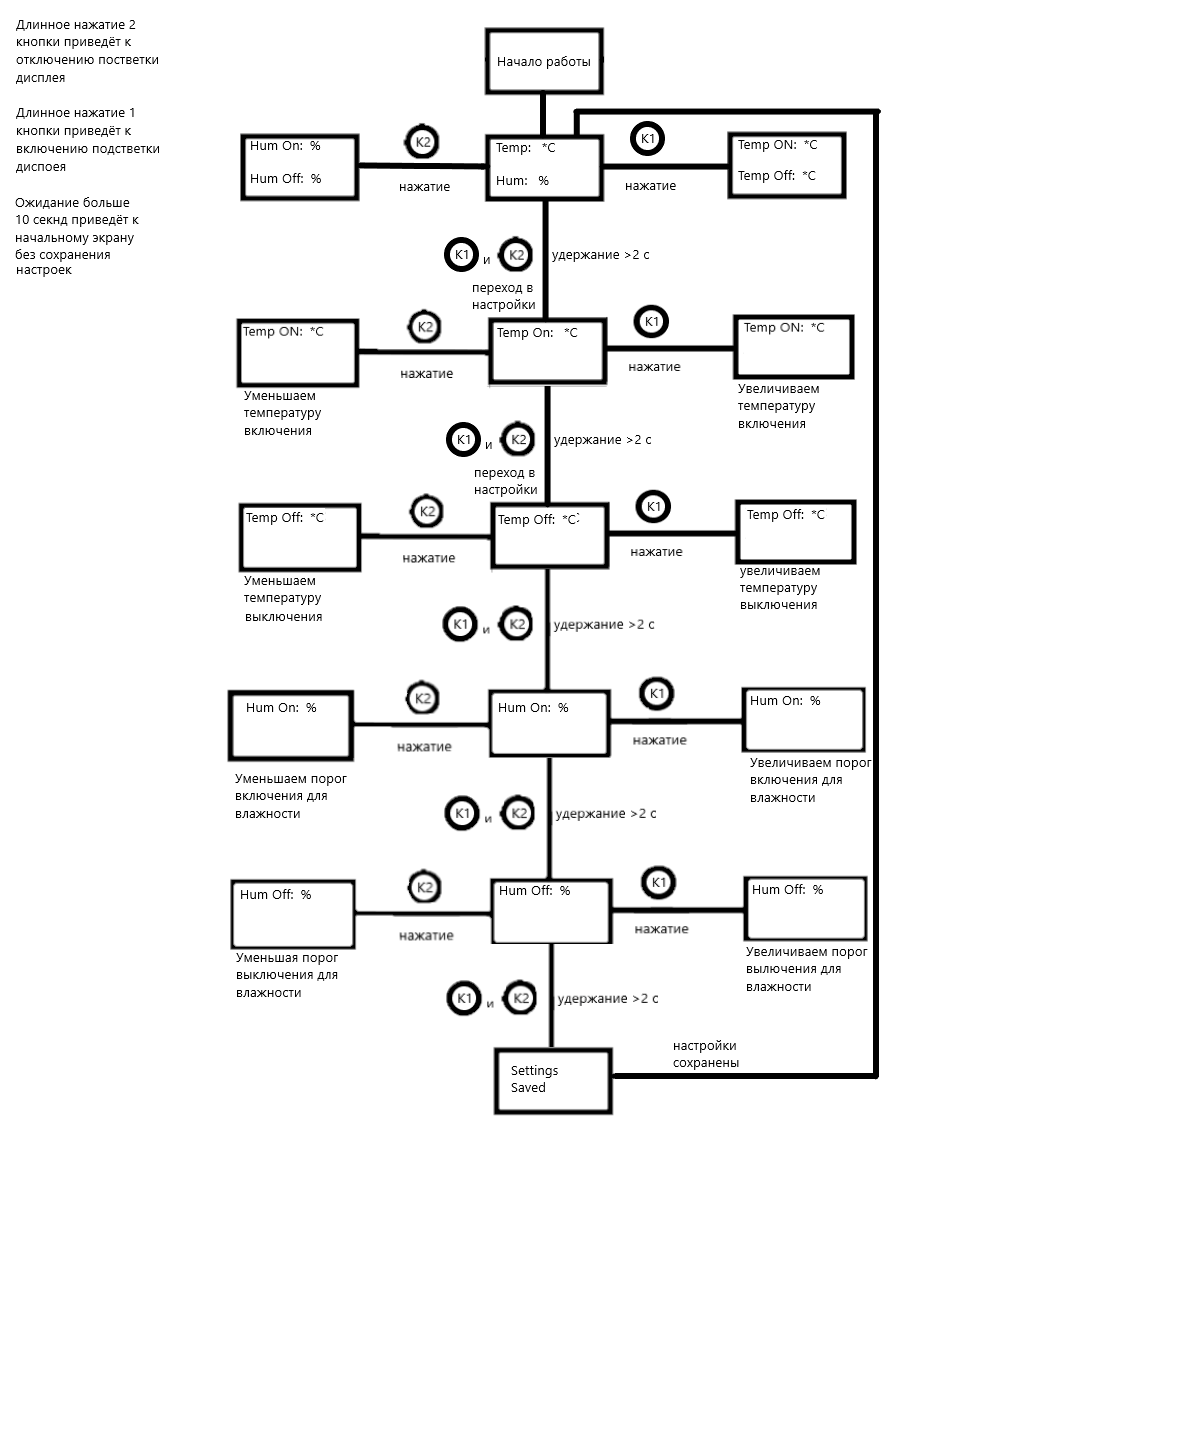 Длинное нажатие 2
кнопки приведёт к
отключению постветки
дисплея
Длинное нажатие 1
кнопки приведёт к
включению подстветки
диспоея
Ожидание больше
10 секнд приведёт к
начальному экрану
без сохранения
настроек
Начало работы
Hum On: %
Hum Off: %
K2
нажатие
Temp: *C
Hum: %
K1
нажатие
Temp ON: *C
Temp Off: *C
K1 и K2 удержание >2 с
переход в
настройки
Temp ON: *C
Уменьшаем
температуру
включения
K2
нажатие
Temp On: *C
K1
нажатие
Temp ON: *C
Увеличиваем
температуру
включения
K1 и K2 удержание >2 с
переход в
настройки
Temp Off: *C
Уменьшаем
температуру
выключения
K2
нажатие
Temp Off: *C
K1
нажатие
Temp Off: *C
увеличиваем
температуру
выключения
K1 и K2 удержание >2 с
Hum On: %
Уменьшаем порог
включения для
влажности
K2
нажатие
Hum On: %
K1
нажатие
Hum On: %
Увеличиваем порог
включения для
влажности
K1 и K2 удержание >2 с
Hum Off: %
Уменьшая порог
выключения для
влажности
K2
нажатие
Hum Off: %
K1
нажатие
Hum Off: %
Увеличиваем порог
вылючения для
влажности
K1 и K2 удержание >2 с
Settings
Saved
настройки
сохранены